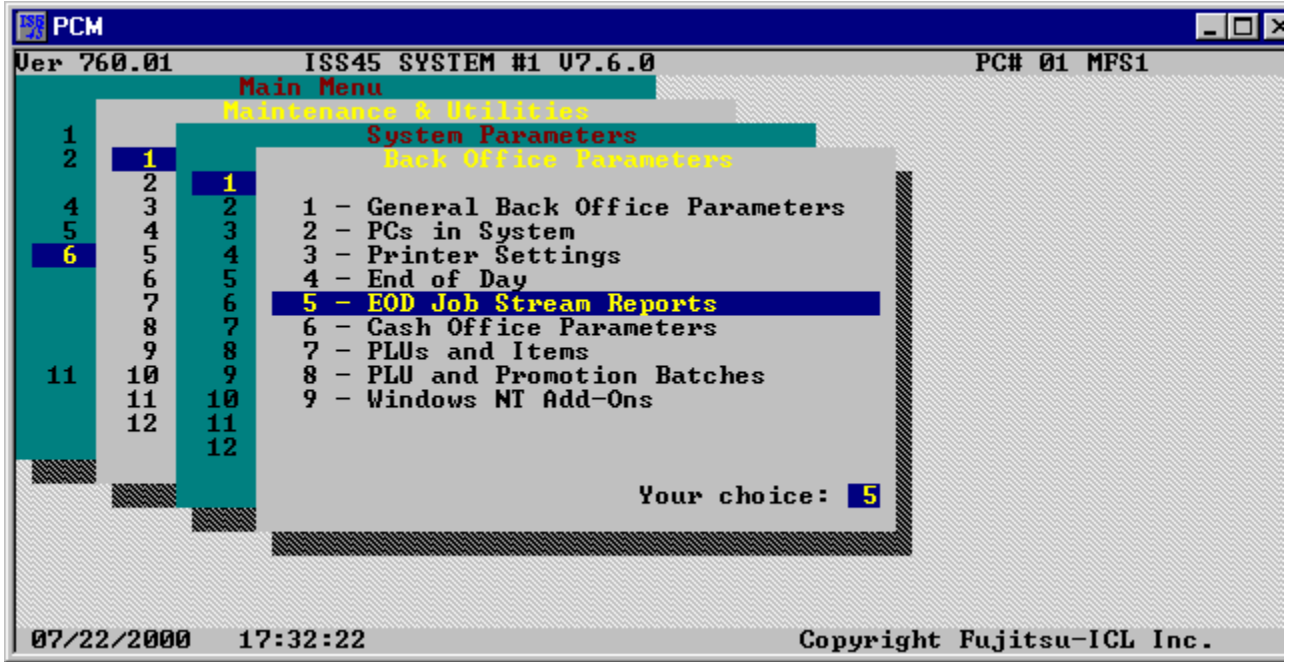 PCM
Ver 760.01 ISS45 SYSTEM #1 V7.6.0 PC# 01 MFS1
Main Menu
Maintenance & Utilities
1 System Parameters
2 1 Back Office Parameters
2 1
4 3 2 1 - General Back Office Parameters
5 4 3 2 - PCs in System
6 5 4 3 - Printer Settings
6 5 4 - End of Day
7 6 5 - EOD Job Stream Reports
8 7 6 - Cash Office Parameters
9 8 7 - PLUs and Items
11 10 9 8 - PLU and Promotion Batches
11 10 9 - Windows NT Add-Ons
12 11
12
Your choice: 5
07/22/2000 17:32:22 Copyright Fujitsu-ICL Inc.